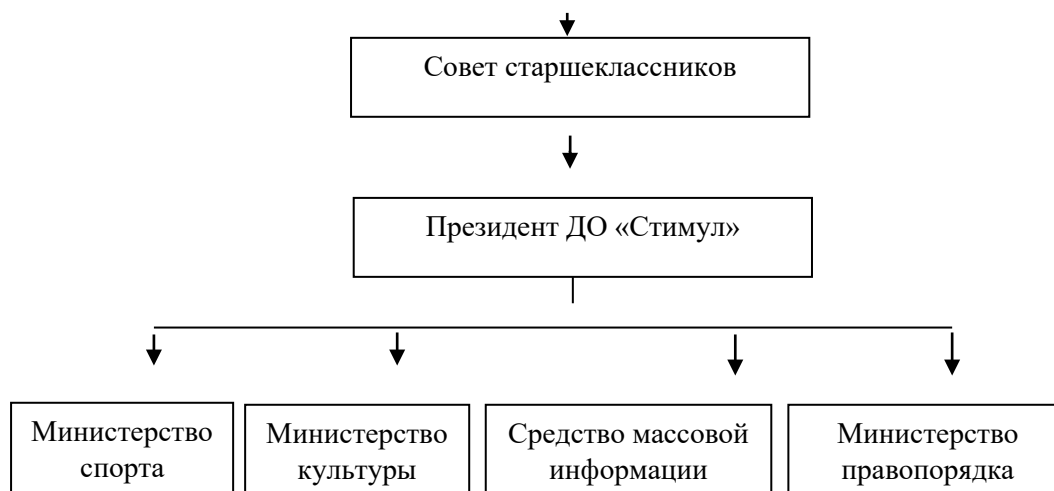 Совет старшеклассников
Президент ДО «Стимул»
Министерство
спорта
Министерство
культуры
Средство массовой
информации
Министерство
правопорядка